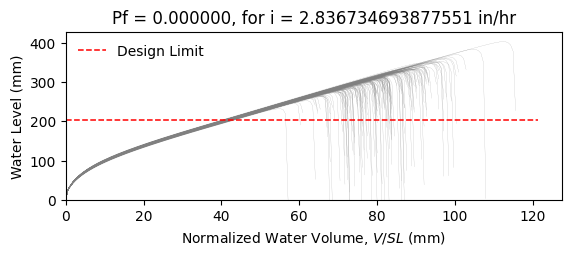 Pf = 0.000000, for i = 2.836734693877551 in/hr
400
300
200
100
0
Water Level (mm)
Design Limit
0 20 40 60 80 100 120
Normalized Water Volume, V/SL (mm)